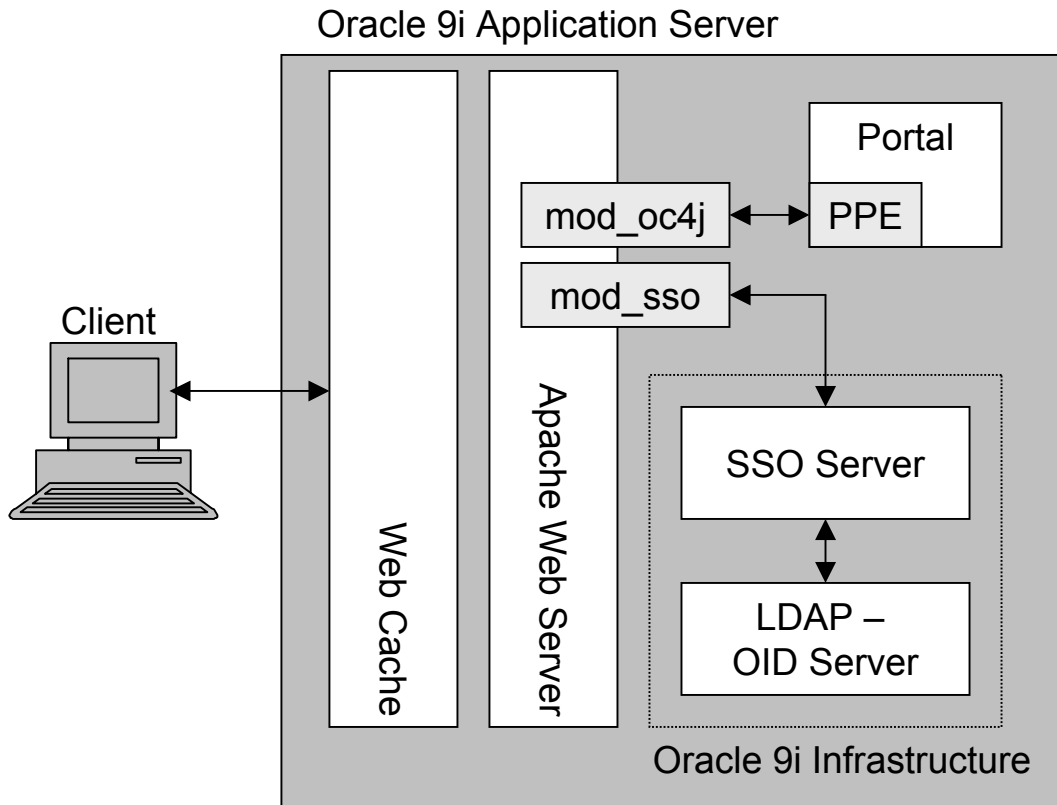 Oracle 9i Application Server
Portal
mod_oc4j
PPE
mod_sso
Client
Web Cache
Apache Web Server
SSO Server
LDAP –
OID Server
Oracle 9i Infrastructure